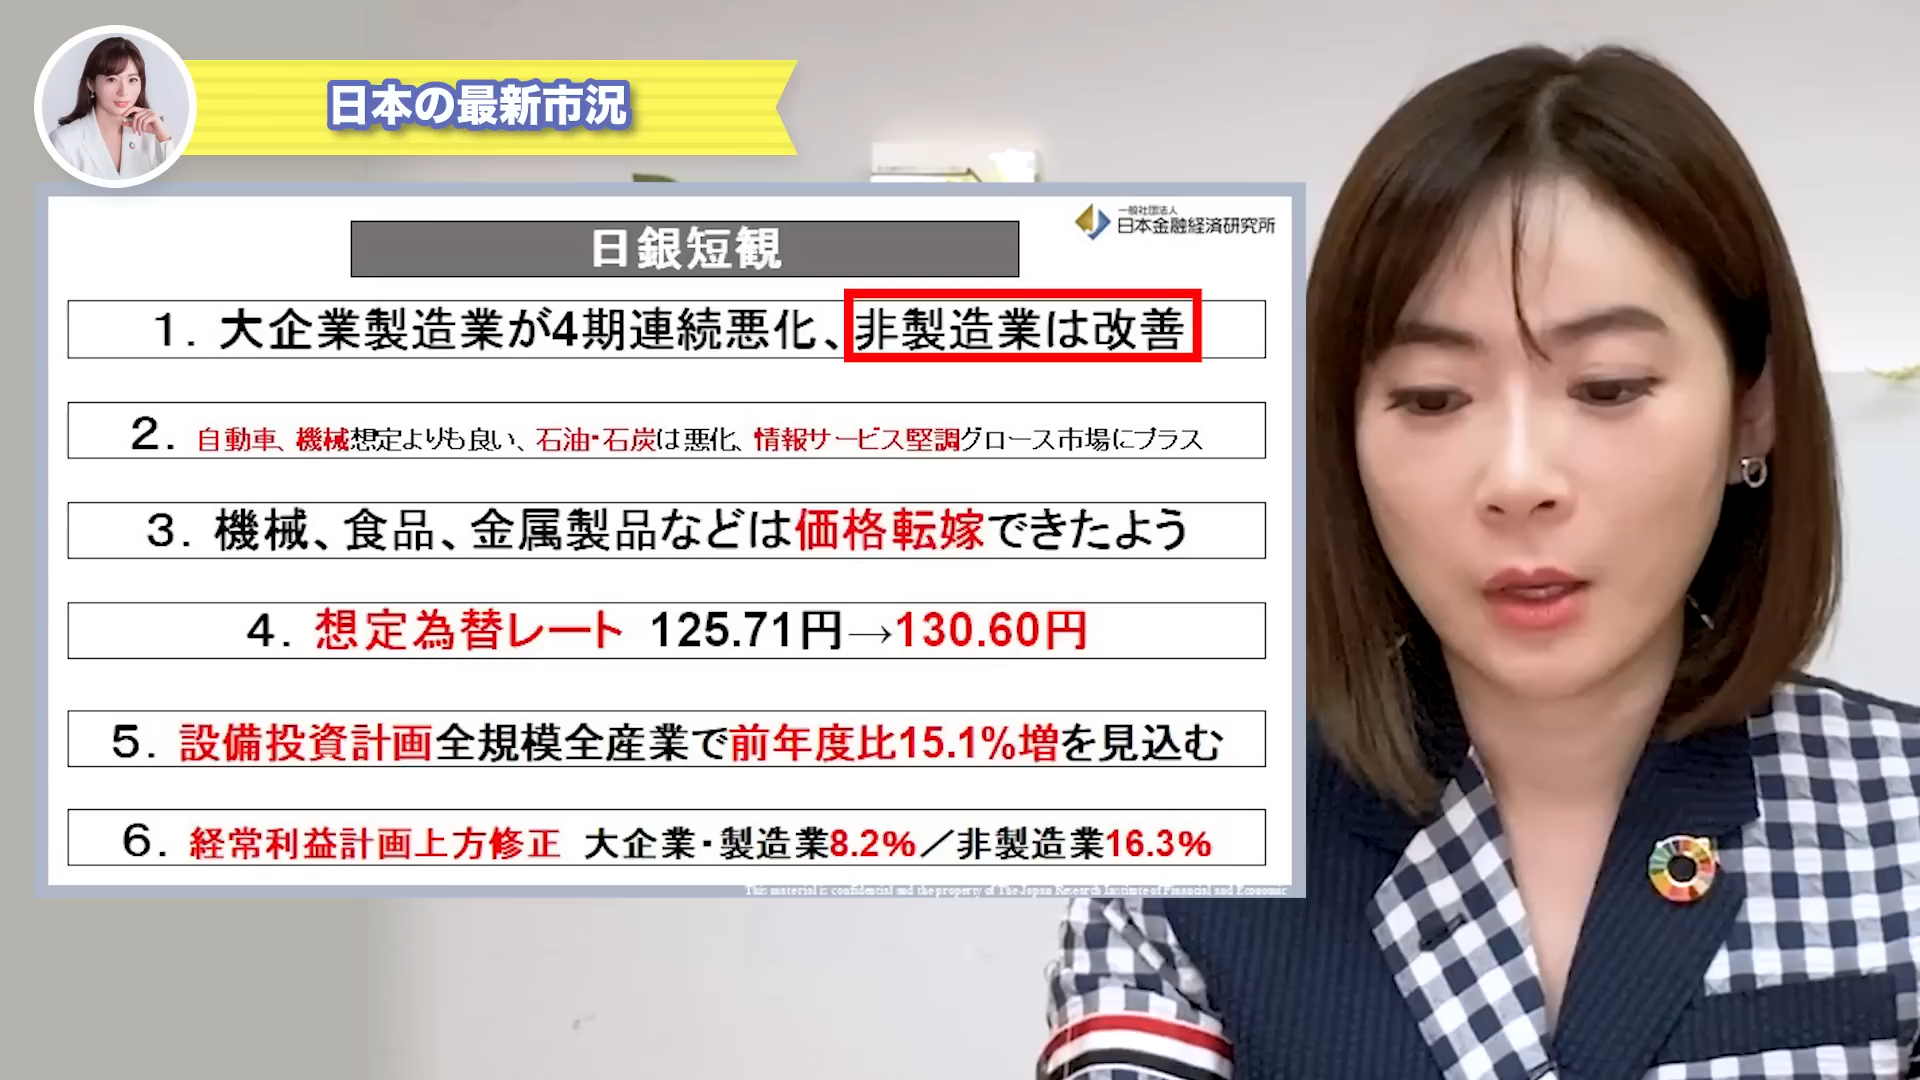 日本の最新市況
一般社団法人
日本金融経済研究所
日銀短観
１．大企業製造業が4期連続悪化、非製造業は改善
２．自動車、機械想定よりも良い、石油・石炭は悪化、情報サービス堅調グロース市場にプラス
３．機械、食品、金属製品などは価格転嫁できたよう
４．想定為替レート 125.71円→130.60円
５．設備投資計画全規模全産業で前年度比15.1%増を見込む
６．経常利益計画上方修正 大企業・製造業8.2%／非製造業16.3%
This material is confidential and the property of The Japan Research Institute of Financial and Economic